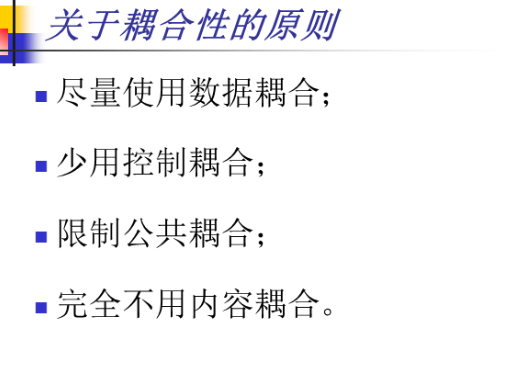 关于耦合性的原则
尽量使用数据耦合；
少用控制耦合；
限制公共耦合；
完全不用内容耦合。